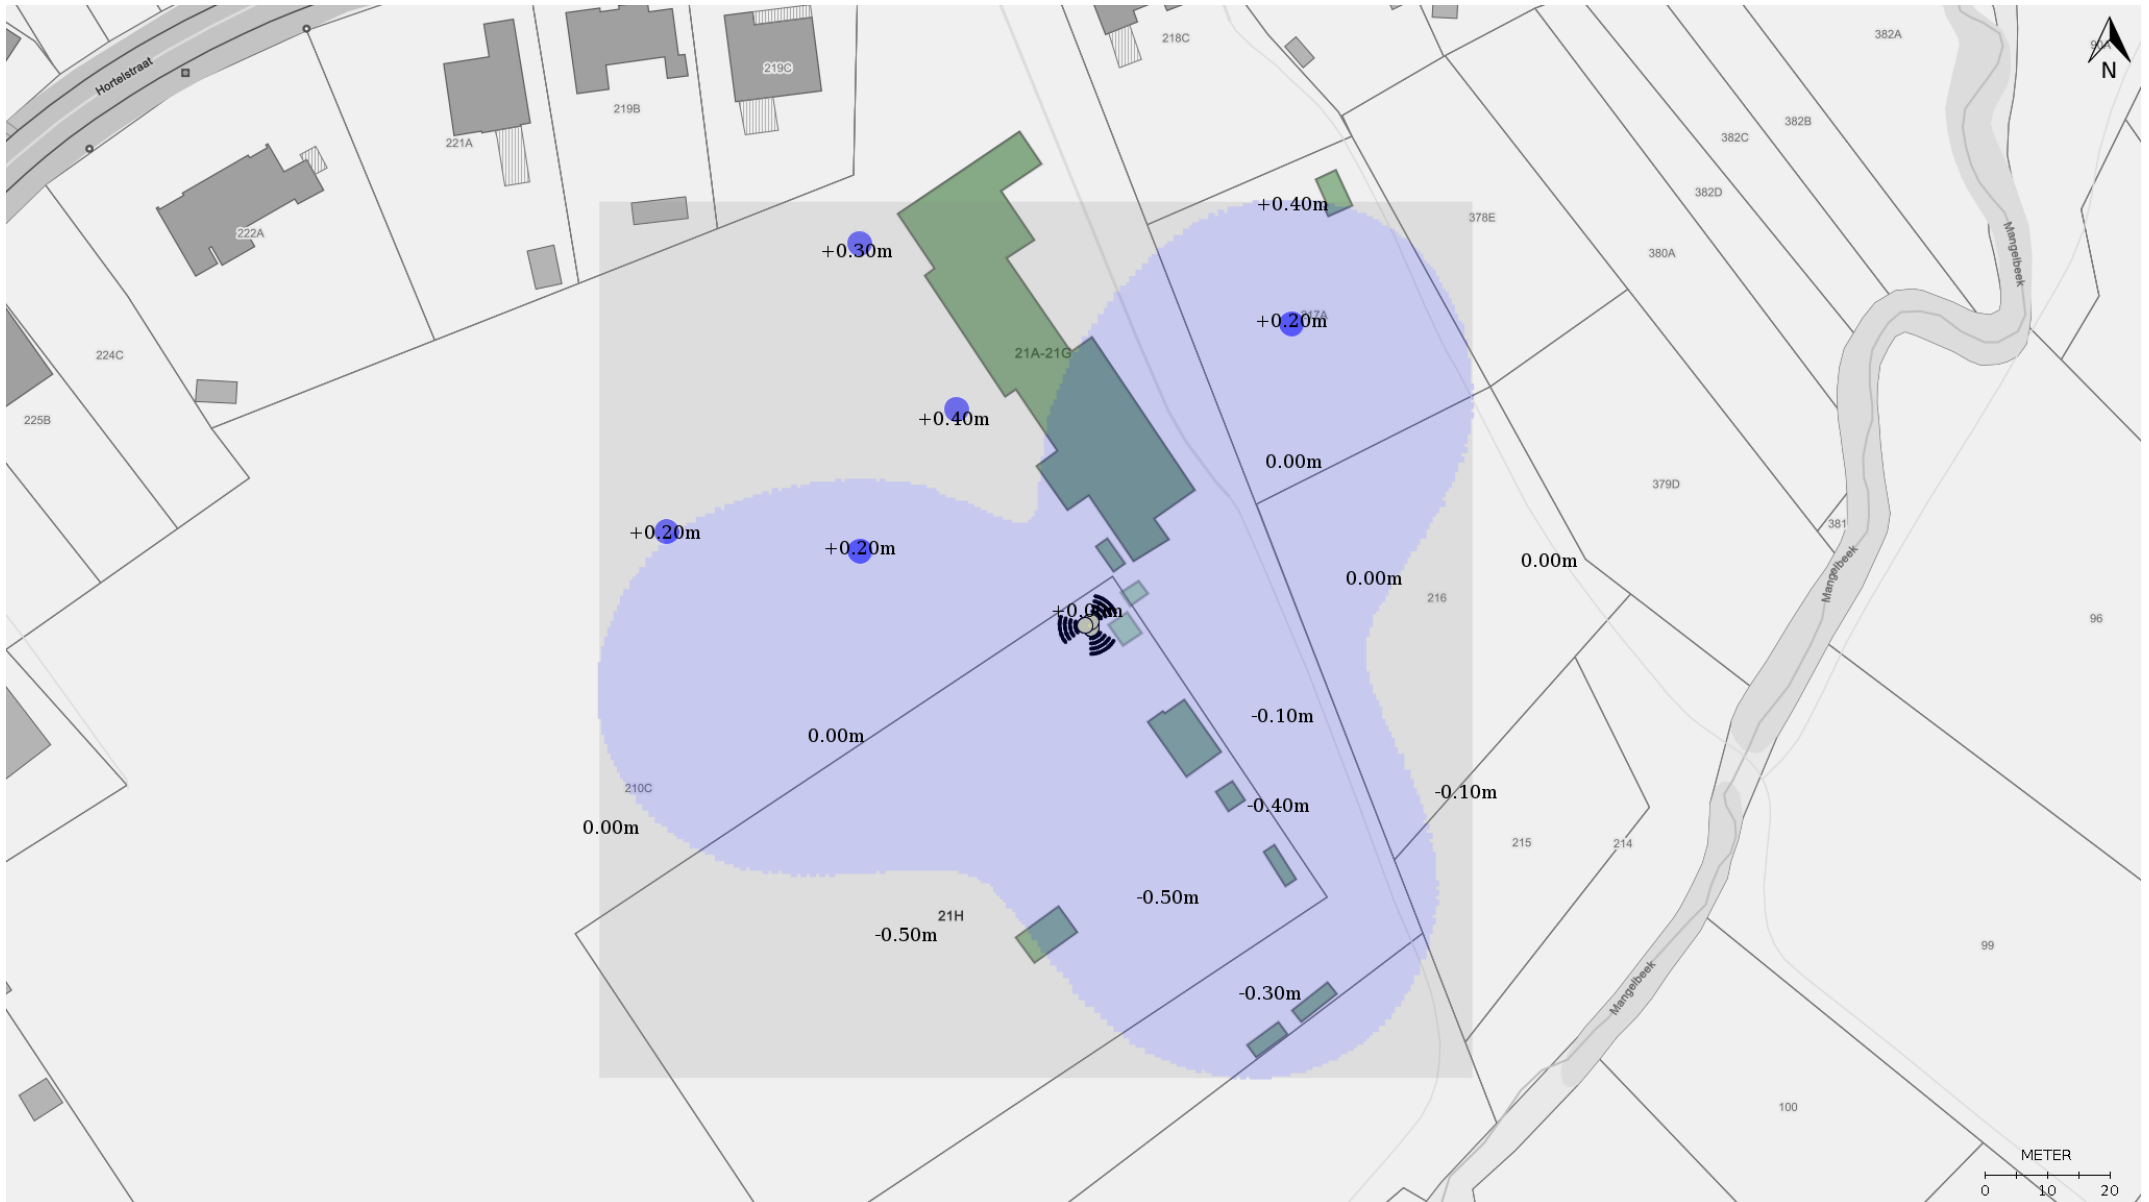 382A
90A
N
218C
Hortelstraat
219C
219B
382B
382C
221A
382D
+0.40m
378E
222A
+0.30m
380A
Mangelbeek
217A
+0.20m
21A-21G
224C
+0.40m
225B
0.00m
379D
381
+0.20m
+0.20m
0.00m
0.00m
Mangelbeek
216
96
-0.10m
0.00m
210C
-0.10m
-0.40m
0.00m
215
214
-0.50m
21H
-0.50m
99
-0.30m
Mangelbeek
100
METER
0 10 20